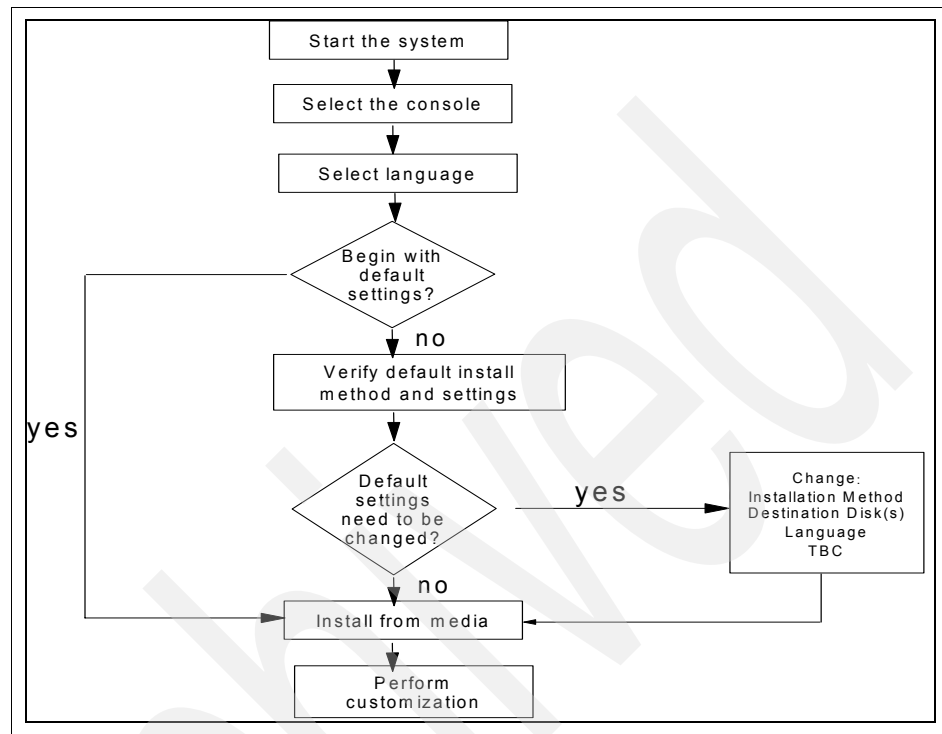 Start the system
Select the console
Select language
Begin with
default
settings?
no
Verify default install
method and settings
yes
Default
settings
need to be
changed?
yes
Change:
Installation Method
Destination Disk(s)
Language
TBC
no
Install from media
Perform
customization